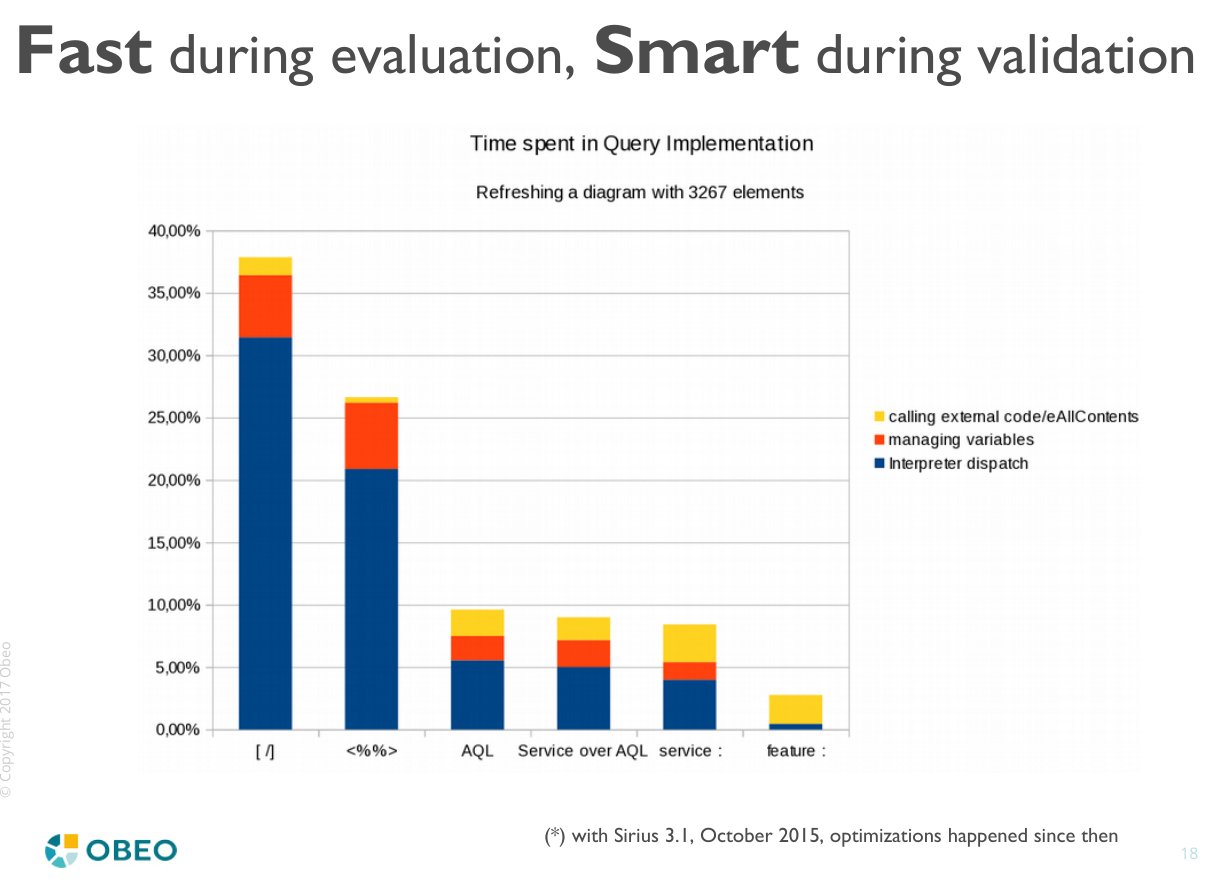 Fast during evaluation, Smart during validation
Time spent in Query Implementation
Refreshing a diagram with 3267 elements
40,00%
35,00%
30,00%
25,00%
20,00%
15,00%
10,00%
5,00%
0,00%
[ /]
<%%>
AQL
Service over AQL
service :
feature :
calling external code/eAllContents
managing variables
Interpreter dispatch
© Copyright 2017 Obeo
(*) with Sirius 3.1, October 2015, optimizations happened since then
OBEO
18